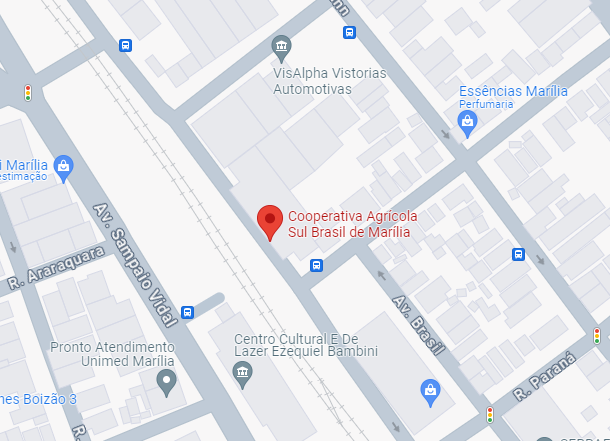 VisAlpha Vistorias
Automotivas
Essências Marília
Perfumaria
i Marília
estimação
Cooperativa Agrícola
Sul Brasil de Marília
Av. Sampaio Vidal
R. Araraquara
Av. Brasil
Centro Cultural E De
Lazer Ezequiel Bambini
Pronto Atendimento
Unimed Marília
R. Paraná
nes Boizão 3
R.